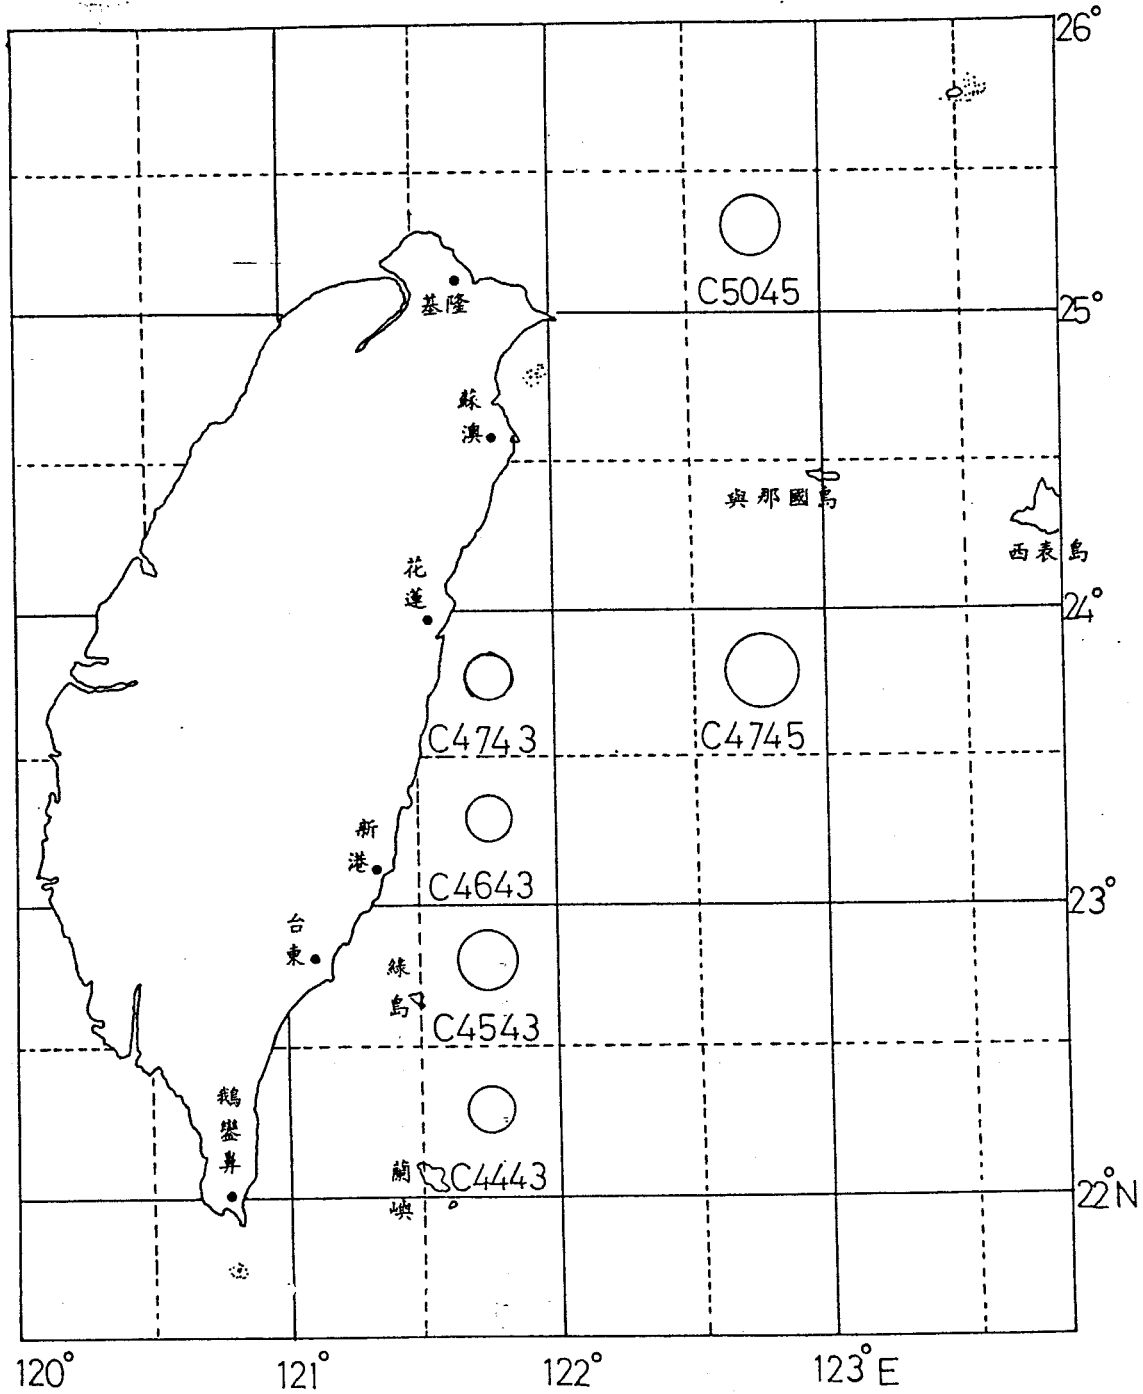 26°
C5045
25°
基隆
蘇
澳
與那國島
西表島
花
蓮
24°
C4743
C4745
新
港
C4643
23°
台
東
綠
島
C4543
鵝
鑾
鼻
蘭
嶼
C4443
22°N
120°
121°
122°
123°E